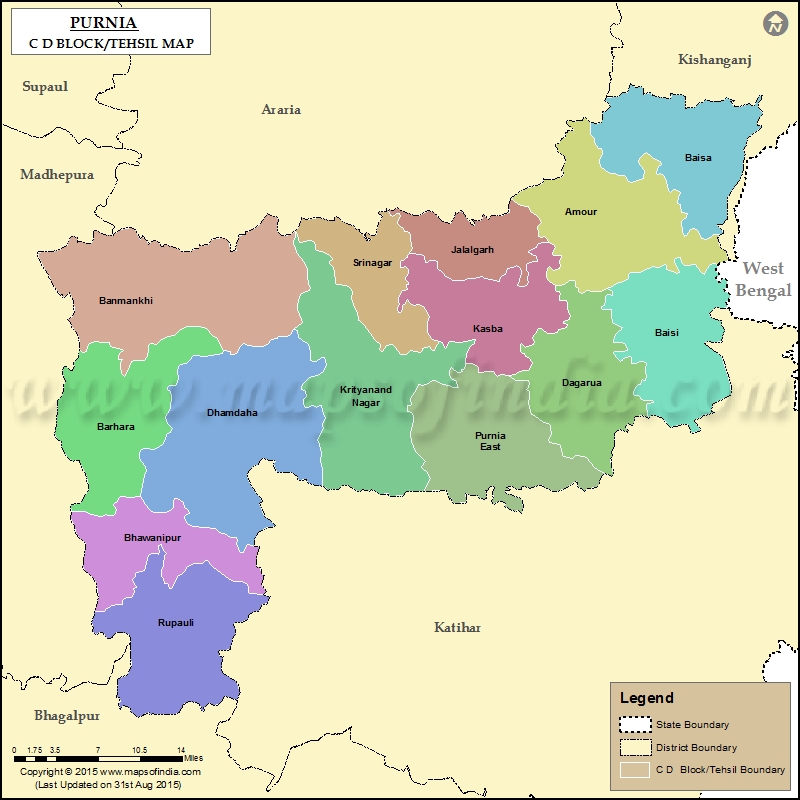 PURNIA
C D BLOCK/TEHSIL MAP
N
Kishanganj
Supaul
Araria
Baisa
Madhepura
Amour
Jalalgarh
Srinagar
West
Bengal
Banmankhi
Kasba
Baisi
Dagarua
Krityanand
Nagar
www.mapsofindia.com
Dhamdaha
Barhara
Purnia
East
Bhawanipur
Rupauli
Katihar
Bhagalpur
Legend
State Boundary
District Boundary
C D Block/Tehsil Boundary
0 1.75 3.5 7 10.5 14
Miles
Copyright © 2015 www.mapsofindia.com
(Last Updated on 31st Aug 2015)